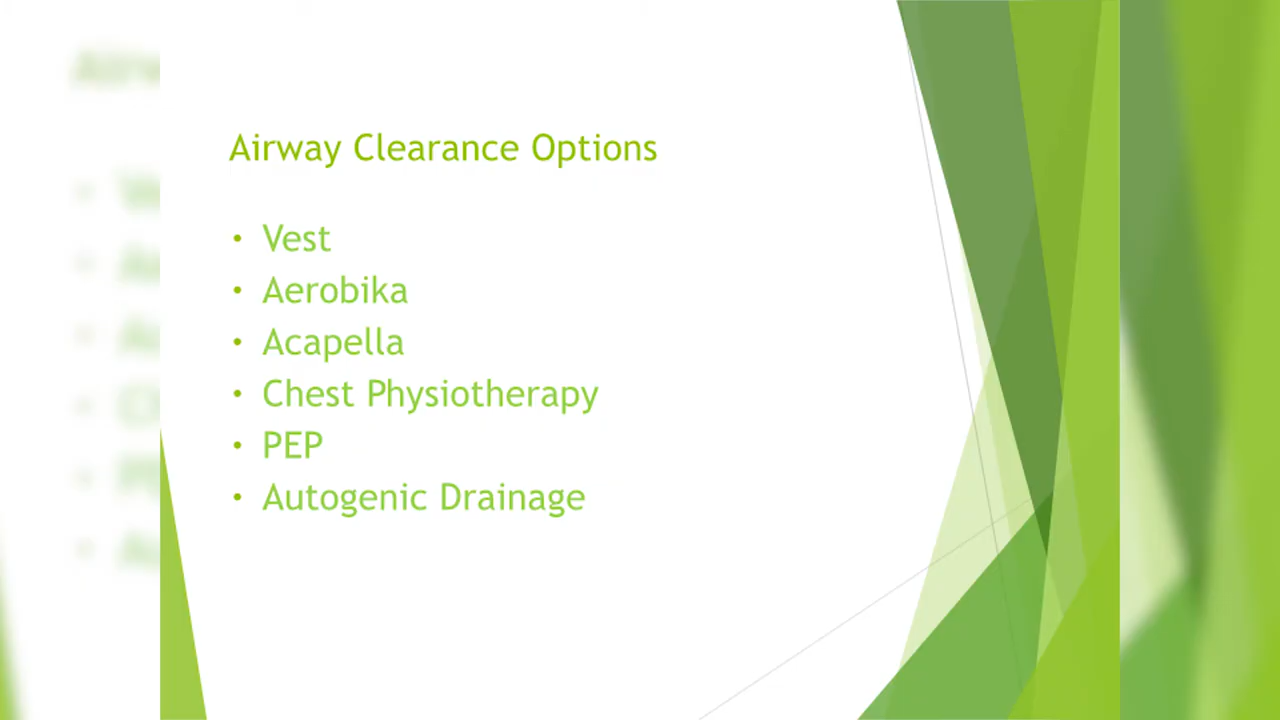 Airway Clearance Options
• Vest
• Aerobika
• Acapella
• Chest Physiotherapy
• PEP
• Autogenic Drainage